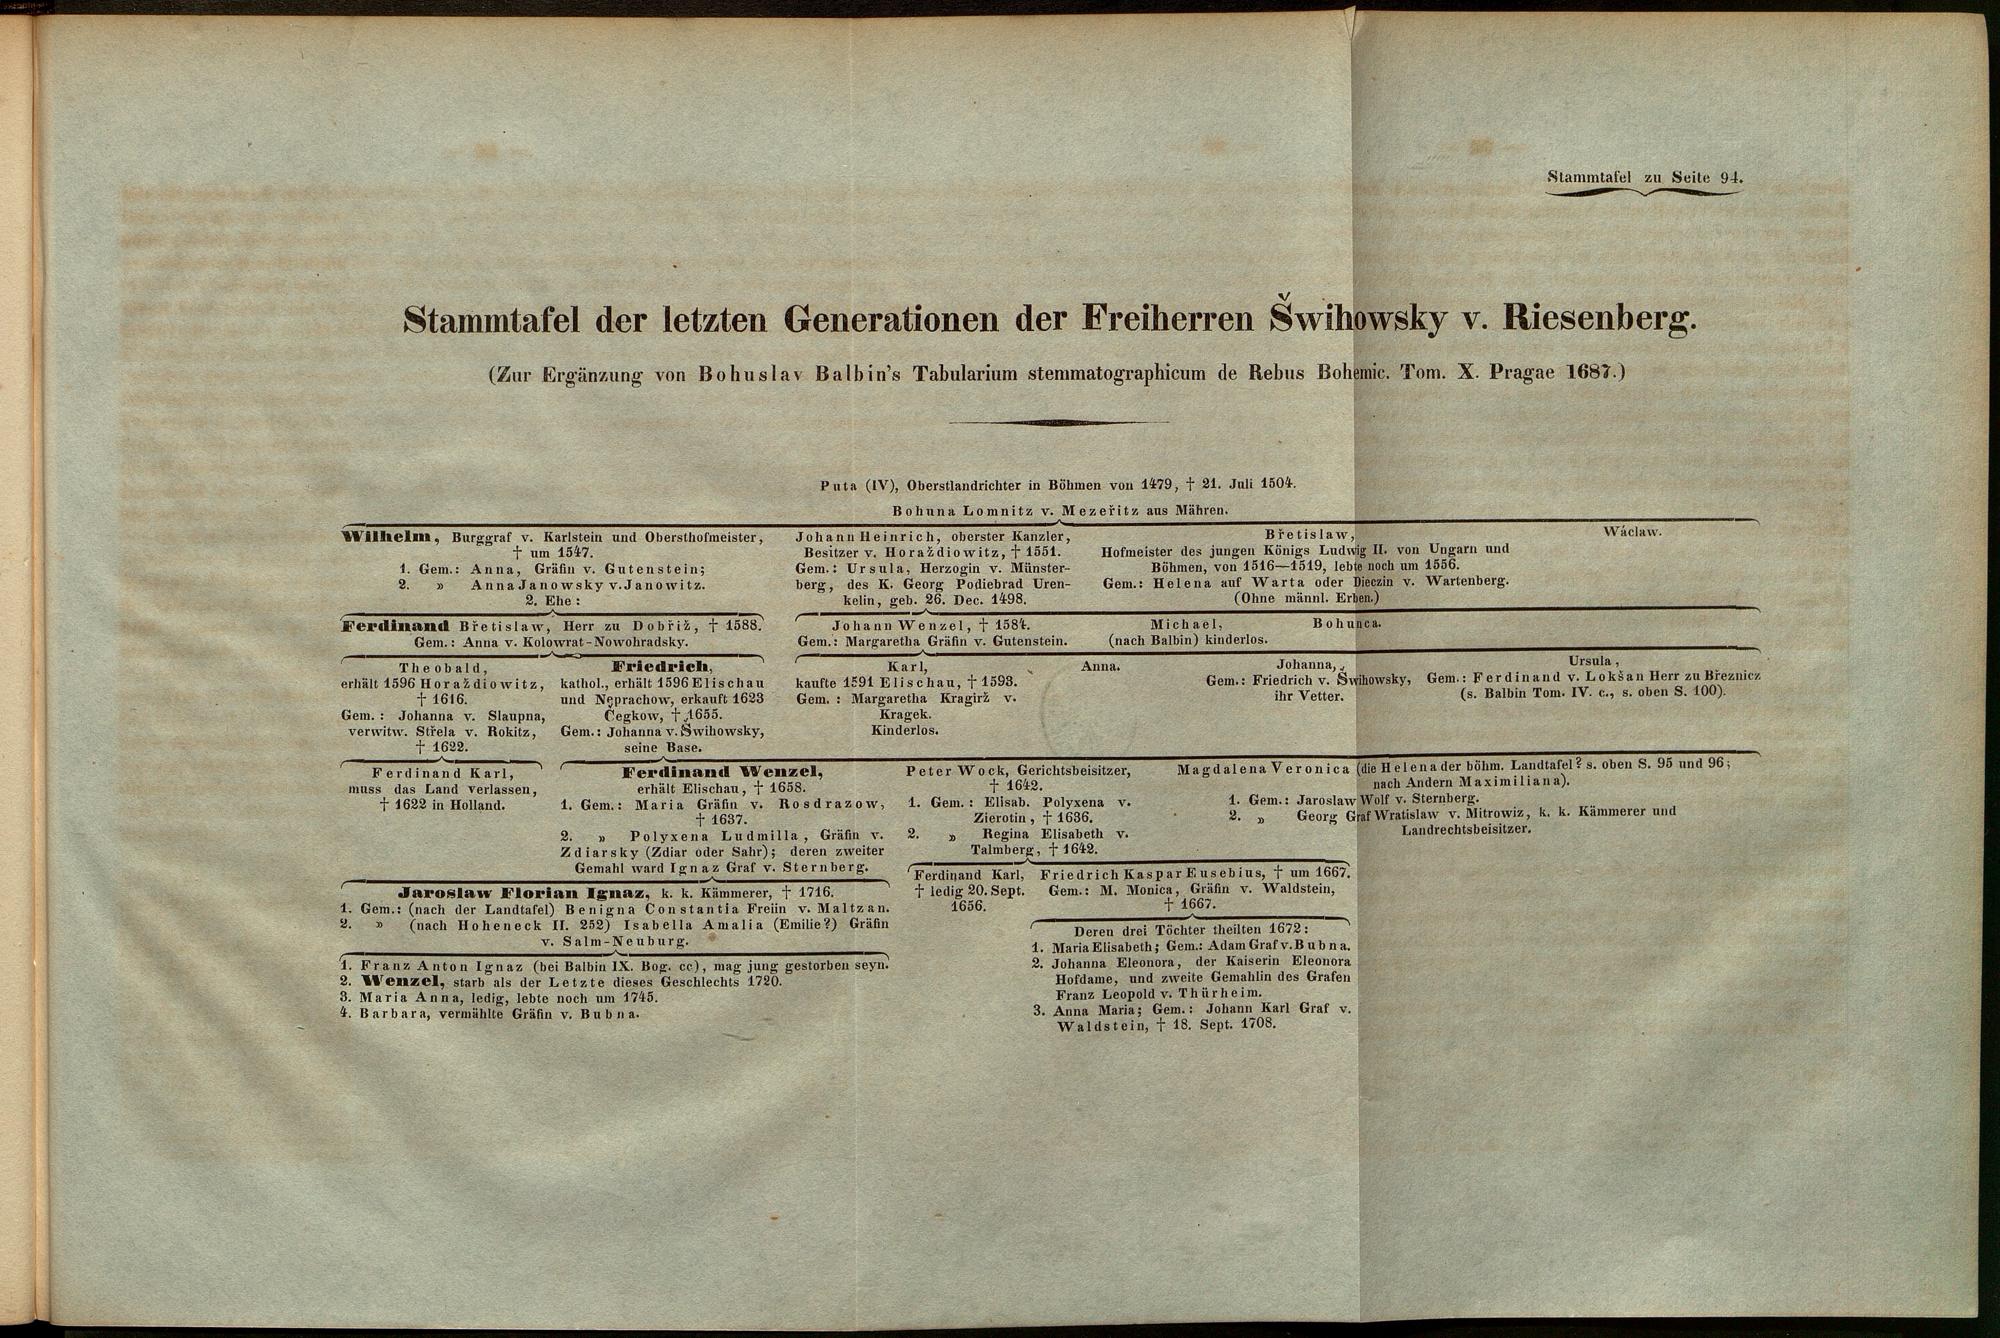 Stammtafel zu Seite 94.
Stammtafel der letzten Generationen der Freiherren Šwihowsky v. Riesenberg.
(Zur Ergänzung von Bohuslav Balbin's Tabularium stemmatographicum de Rebus Bohemic. Tom. X. Pragae 1687.)
Puta (IV), Oberstlandrichter in Böhmen von 1479, † 21. Juli 1504.
Bohuna Lomnitz v. Mezeřitz aus Mähren.
Wilhelm, Burggraf v. Karlstein und Obersthofmeister,
† um 1547.
1. Gem.: Anna, Gräfin v. Gutenstein;
2. » Anna Janowsky v. Janowitz.
2. Ehe:
Johann Heinrich, oberster Kanzler,
Besitzer v. Horaždiowitz, † 1551.
Gem.: Ursula, Herzogin v. Münster-
berg, des K. Georg Podiebrad Uren-
kelin, geb. 26. Dec. 1498.
Břetislaw,
Hofmeister des jungen Königs Ludwig II. von Ungarn und
Böhmen, von 1516—1519, lebte noch um 1556.
Gem.: Helena auf Warta oder Dieczin v. Wartenberg.
(Ohne männl. Erben.)
Wáclaw.
Ferdinand Břetislaw, Herr zu Dobřiž, † 1588.
Gem.: Anna v. Kolowrat-Nowohradsky.
Johann Wenzel, † 1584.
Gem.: Margaretha Gräfin v. Gutenstein.
Michael,
(nach Balbin) kinderlos.
Bohunca.
Theobald,
erhält 1596 Horaždiowitz,
† 1616.
Gem.: Johanna v. Slaupna,
verwitw. Střela v. Rokitz,
† 1622.
Friedrich,
kathol., erhält 1596 Elischau
und Neprachow, erkauft 1623
Čegkow, † 1655.
Gem.: Johanna v. Šwihowsky,
seine Base.
Karl,
kaufte 1591 Elischau, † 1593.
Gem.: Margaretha Kragirž v.
Kragek.
Kinderlos.
Anna.
Johanna,
Gem.: Friedrich v. Šwihowsky,
ihr Vetter.
Ursula,
Gem.: Ferdinand v. Lokšan Herr zu Březnicz
(s. Balbin Tom. IV. c., s. oben S. 100).
Ferdinand Karl,
muss das Land verlassen,
† 1622 in Holland.
Ferdinand Wenzel,
erhält Elischau, † 1658.
1. Gem.: Maria Gräfin v. Rosdrazow,
† 1637.
2. » Polyxena Ludmilla, Gräfin v.
Zdiarsky (Zdiar oder Sahr); deren zweiter
Gemahl ward Ignaz Graf v. Sternberg.
Peter Wock, Gerichtsbeisitzer,
† 1642.
1. Gem.: Elisab. Polyxena v.
Zierotin, † 1636.
2. » Regina Elisabeth v.
Talmberg, † 1642.
Magdalena Veronica (die Helena der böhm. Landtafel? s. oben S. 95 und 96;
nach Andern Maximiliana).
1. Gem.: Jaroslaw Wolf v. Sternberg.
2. » Georg Graf Wratislaw v. Mitrowiz, k. k. Kämmerer und
Landrechtsbeisitzer.
Jaroslaw Florian Ignaz, k. k. Kämmerer, † 1716.
1. Gem.: (nach der Landtafel) Benigna Constantia Freiin v. Maltzan.
2. » (nach Hoheneck II. 252) Isabella Amalia (Emilie?) Gräfin
v. Salm-Neuburg.
Ferdinand Karl,
† ledig 20. Sept.
1656.
Friedrich Kaspar Eusebius, † um 1667.
Gem.: M. Monica, Gräfin v. Waldstein,
† 1667.
1. Franz Anton Ignaz (bei Balbin IX. Bog. cc), mag jung gestorben seyn.
2. Wenzel, starb als der Letzte dieses Geschlechts 1720.
3. Maria Anna, ledig, lebte noch um 1745.
4. Barbara, vermählte Gräfin v. Bubna.
Deren drei Töchter theilten 1672:
1. Maria Elisabeth; Gem.: Adam Graf v. Bubna.
2. Johanna Eleonora, der Kaiserin Eleonora
Hofdame, und zweite Gemahlin des Grafen
Franz Leopold v. Thürheim.
3. Anna Maria; Gem.: Johann Karl Graf v.
Waldstein, † 18. Sept. 1708.